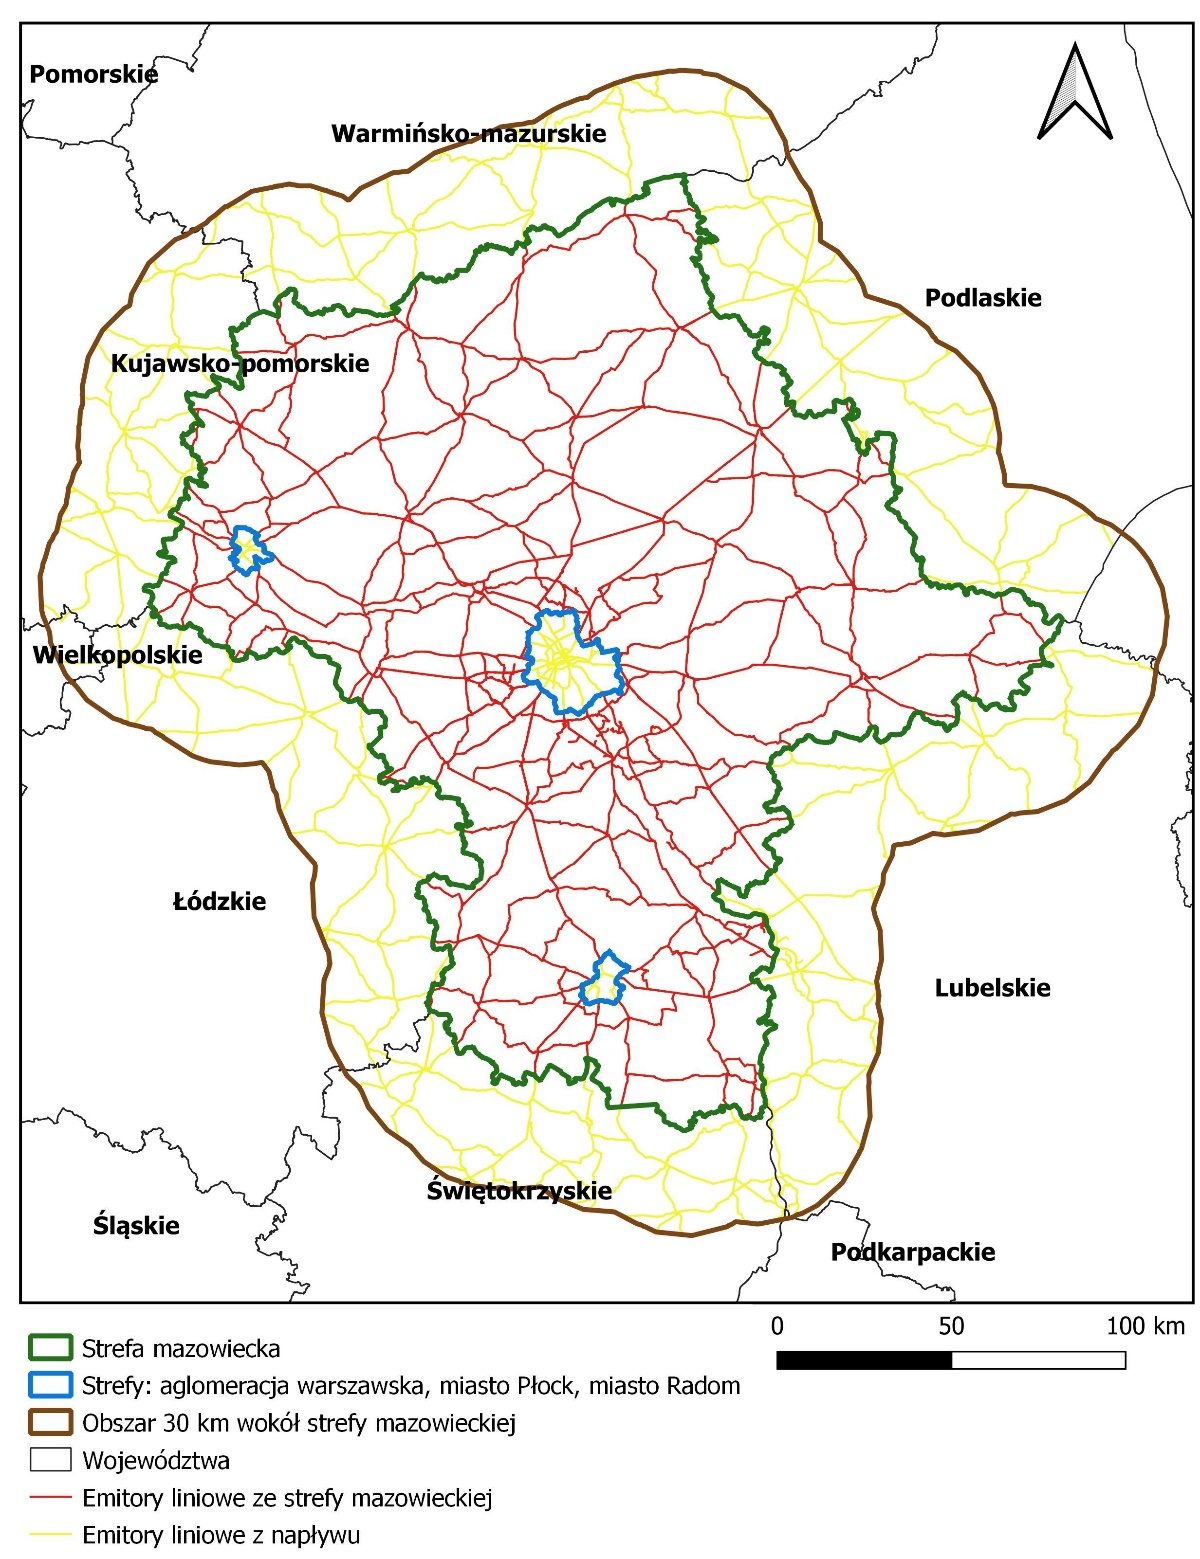 Pomorskie
Warmińsko-mazurskie
Podlaskie
Kujawsko-pomorskie
Wielkopolskie
Łódzkie
Lubelskie
Świętokrzyskie
Śląskie
Podkarpackie
0 50 100 km
Strefa mazowiecka
Strefy: aglomeracja warszawska, miasto Płock, miasto Radom
Obszar 30 km wokół strefy mazowieckiej
Województwa
Emitory liniowe ze strefy mazowieckiej
Emitory liniowe z napływu